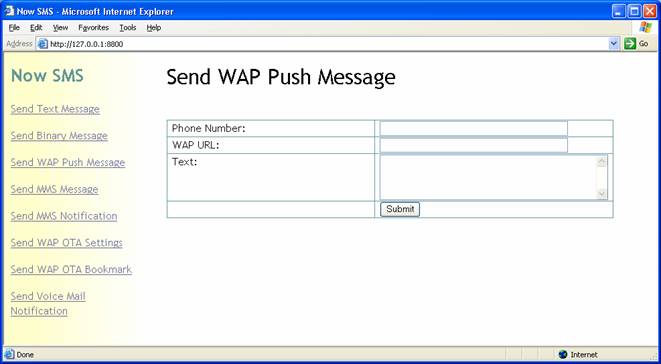 Now SMS - Microsoft Internet Explorer
File Edit View Favorites Tools Help
Address http://127.0.0.1:8800 Go
Now SMS
Send Text Message
Send Binary Message
Send WAP Push Message
Send MMS Message
Send MMS Notification
Send WAP OTA Settings
Send WAP OTA Bookmark
Send Voice Mail
Notification
Send WAP Push Message
Phone Number:
WAP URL:
Text:
Submit
Done Internet